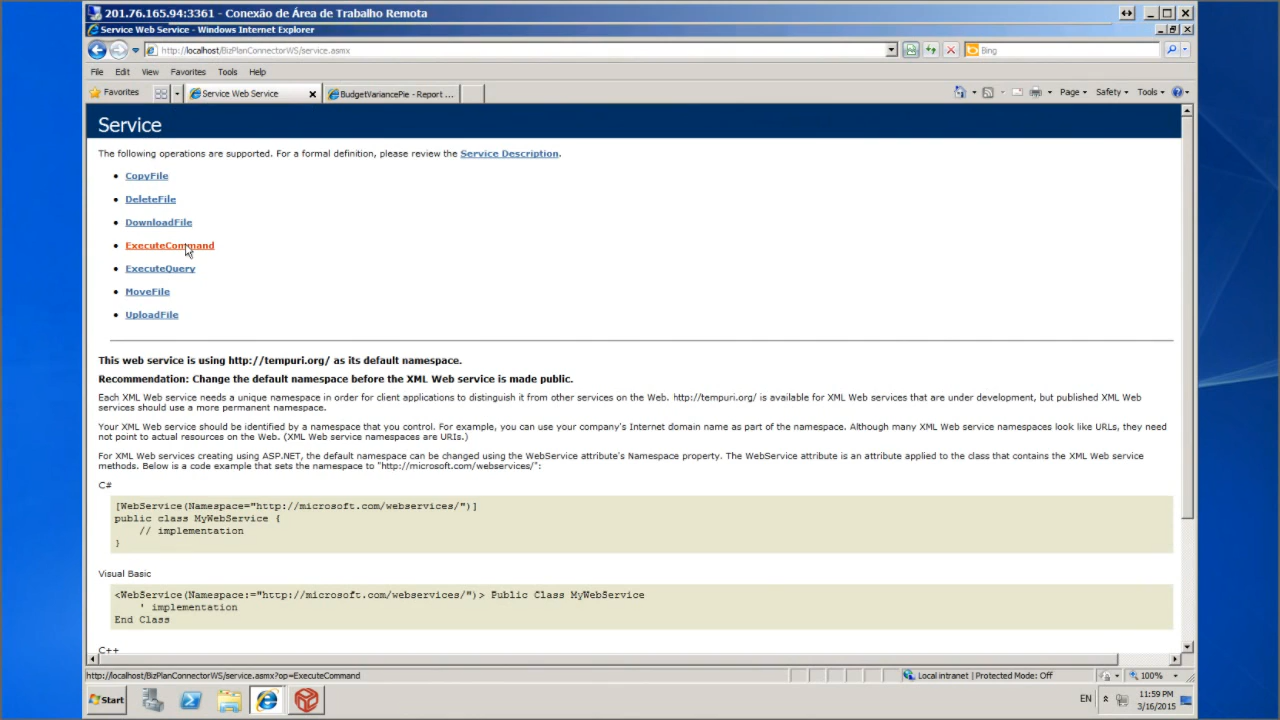 201.76.165.94:3361 - Conexão de Área de Trabalho Remota
Service Web Service - Windows Internet Explorer
http://localhost/BizPlanConnectorWS/service.asmx
Bing
File Edit View Favorites Tools Help
Favorites
Service Web Service
BudgetVariancePie - Report ...
Page Safety Tools
Service
The following operations are supported. For a formal definition, please review the Service Description.
CopyFile
DeleteFile
DownloadFile
ExecuteCommand
ExecuteQuery
MoveFile
UploadFile
This web service is using http://tempuri.org/ as its default namespace.
Recommendation: Change the default namespace before the XML Web service is made public.
Each XML Web service needs a unique namespace in order for client applications to distinguish it from other services on the Web. http://tempuri.org/ is available for XML Web services that are under development, but published XML Web
services should use a more permanent namespace.
Your XML Web service should be identified by a namespace that you control. For example, you can use your company's Internet domain name as part of the namespace. Although many XML Web service namespaces look like URLs, they need
not point to actual resources on the Web. (XML Web service namespaces are URIs.)
For XML Web services creating using ASP.NET, the default namespace can be changed using the WebService attribute's Namespace property. The WebService attribute is an attribute applied to the class that contains the XML Web service
methods. Below is a code example that sets the namespace to "http://microsoft.com/webservices/":
C#
[WebService(Namespace="http://microsoft.com/webservices/")]
public class MyWebService {
// implementation
}
Visual Basic
<WebService(Namespace:="http://microsoft.com/webservices/")> Public Class MyWebService
' implementation
End Class
C++
http://localhost/BizPlanConnectorWS/service.asmx?op=ExecuteCommand
Local intranet | Protected Mode: Off
100%
Start
EN
11:59 PM
3/16/2015